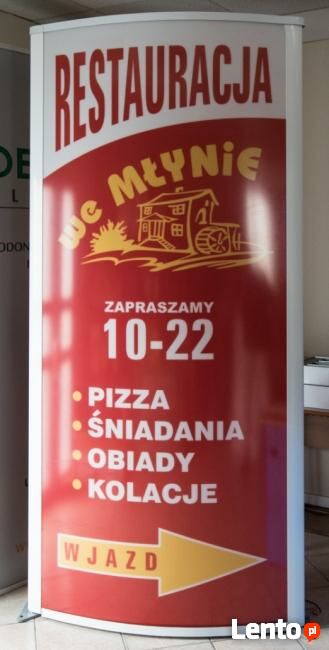 RESTAURACJA
we MŁYNiE
ZAPRASZAMY
10-22
• PIZZA
• ŚNIADANIA
• OBIADY
• KOLACJE
WJAZD
Lento.pl